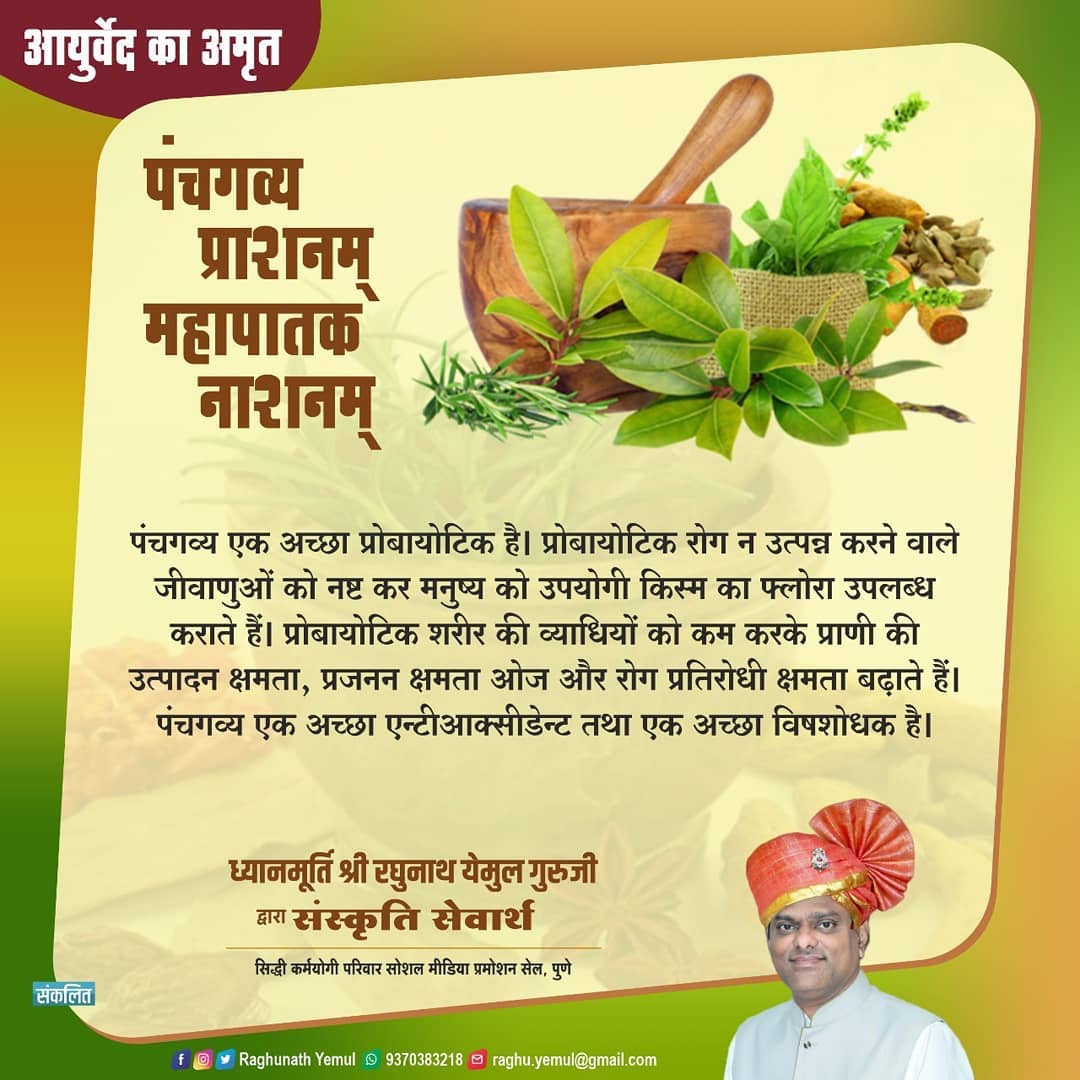 आयुर्वेद का अमृत
पंचगव्य
प्राशनम्
महापातक
नाशनम्
पंचगव्य एक अच्छा प्रोबायोटिक है। प्रोबायोटिक रोग न उत्पन्न करने वाले
जीवाणुओं को नष्ट कर मनुष्य को उपयोगी किस्म का फ्लोरा उपलब्ध
कराते हैं। प्रोबायोटिक शरीर की व्याधियों को कम करके प्राणी की
उत्पादन क्षमता, प्रजनन क्षमता ओज और रोग प्रतिरोधी क्षमता बढ़ाते हैं।
पंचगव्य एक अच्छा एन्टीआक्सीडेन्ट तथा एक अच्छा विषशोधक है।
ध्यानमूर्ति श्री रघुनाथ येमुल गुरुजी
द्वारा संस्कृति सेवार्थ
सिद्धी कर्मयोगी परिवार सोशल मीडिया प्रमोशन सेल, पुणे
संकलित
Raghunath Yemul 9370383218 raghu.yemul@gmail.com